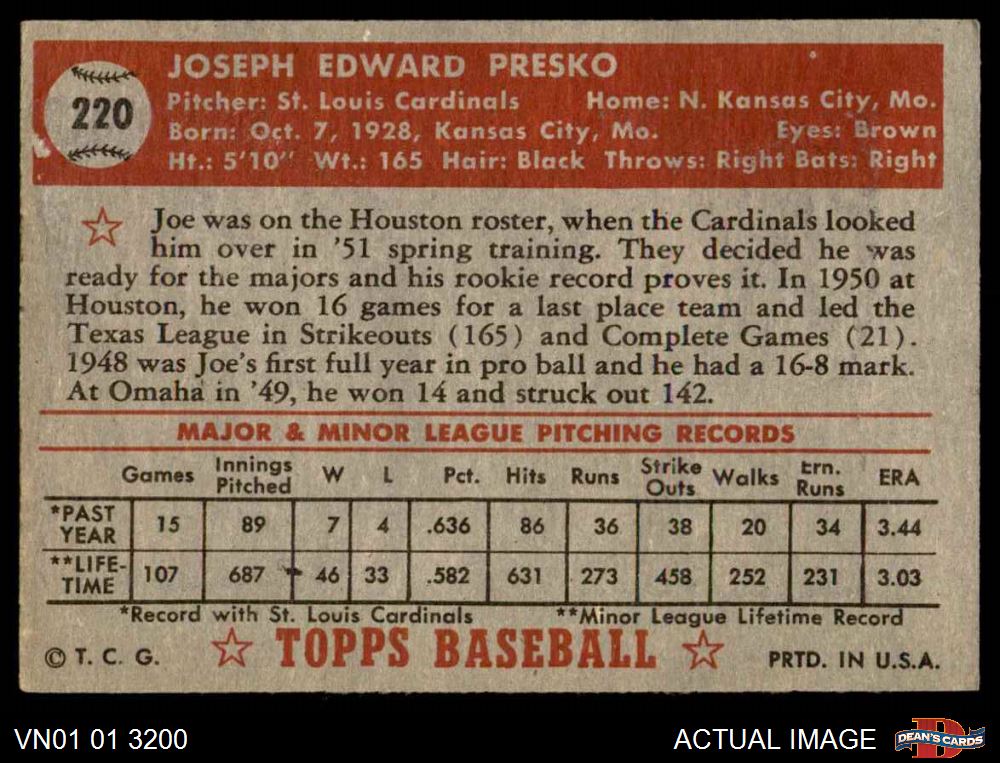 220
JOSEPH EDWARD PRESKO
Pitcher: St. Louis Cardinals Home: N. Kansas City, Mo.
Born: Oct. 7, 1928, Kansas City, Mo. Eyes: Brown
Ht.: 5'10" Wt.: 165 Hair: Black Throws: Right Bats: Right
Joe was on the Houston roster, when the Cardinals looked
him over in '51 spring training. They decided he was
ready for the majors and his rookie record proves it. In 1950 at
Houston, he won 16 games for a last place team and led the
Texas League in Strikeouts (165) and Complete Games (21).
1948 was Joe's first full year in pro ball and he had a 16-8 mark.
At Omaha in '49, he won 14 and struck out 142.
MAJOR & MINOR LEAGUE PITCHING RECORDS
Games Innings Pitched W L Pct. Hits Runs Strike Outs Walks Ern. Runs ERA
*PAST YEAR 15 89 7 4 .636 86 36 38 20 34 3.44
**LIFE-TIME 107 687 46 33 .582 631 273 458 252 231 3.03
*Record with St. Louis Cardinals **Minor League Lifetime Record
© T. C. G. TOPPS BASEBALL PRTD. IN U.S.A.
VN01 01 3200 ACTUAL IMAGE DEAN'S CARDS